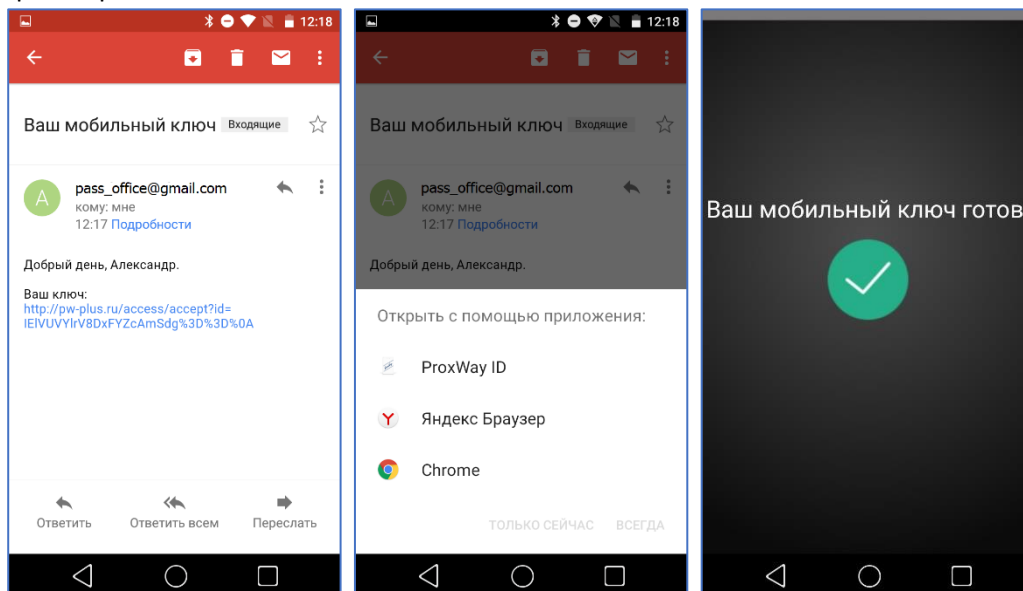 12:18
Ваш мобильный ключ Входящие
A
pass_office@gmail.com
кому: мне
12:17 Подробности
Добрый день, Александр.
Ваш ключ:
http://pw-plus.ru/access/accept?id=
IElVUVYlrV8DxFYZcAmSdg%3D%3D%0A
Ответить
Ответить всем
Переслать
12:18
Ваш мобильный ключ Входящие
A
pass_office@gmail.com
кому: мне
12:17 Подробности
Добрый день, Александр.
Открыть с помощью приложения:
ProxWay ID
Яндекс Браузер
Chrome
ТОЛЬКО СЕЙЧАС ВСЕГДА
Ваш мобильный ключ готов